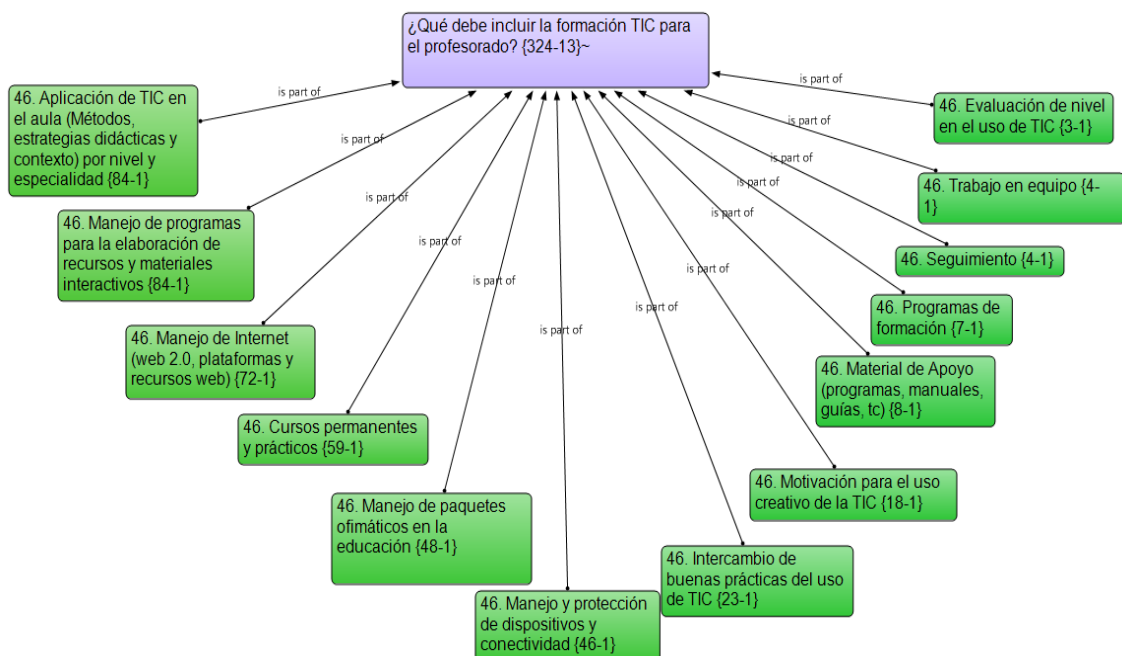 ¿Qué debe incluir la formación TIC para
el profesorado? {324-13}~
46. Aplicación de TIC en
el aula (Métodos,
estrategias didácticas y
contexto) por nivel y
especialidad {84-1}
is part of
46. Manejo de programas
para la elaboración de
recursos y materiales
interactivos {84-1}
is part of
46. Manejo de Internet
(web 2.0, plataformas y
recursos web) {72-1}
is part of
46. Cursos permanentes
y prácticos {59-1}
is part of
46. Manejo de paquetes
ofimáticos en la
educación {48-1}
is part of
46. Manejo y protección
de dispositivos y
conectividad {46-1}
is part of
46. Intercambio de
buenas prácticas del uso
de TIC {23-1}
is part of
46. Motivación para el uso
creativo de la TIC {18-1}
is part of
46. Material de Apoyo
(programas, manuales,
guías, tc) {8-1}
is part of
46. Programas de
formación {7-1}
is part of
46. Seguimiento {4-1}
is part of
46. Trabajo en equipo {4-
1}
is part of
46. Evaluación de nivel
en el uso de TIC {3-1}
is part of